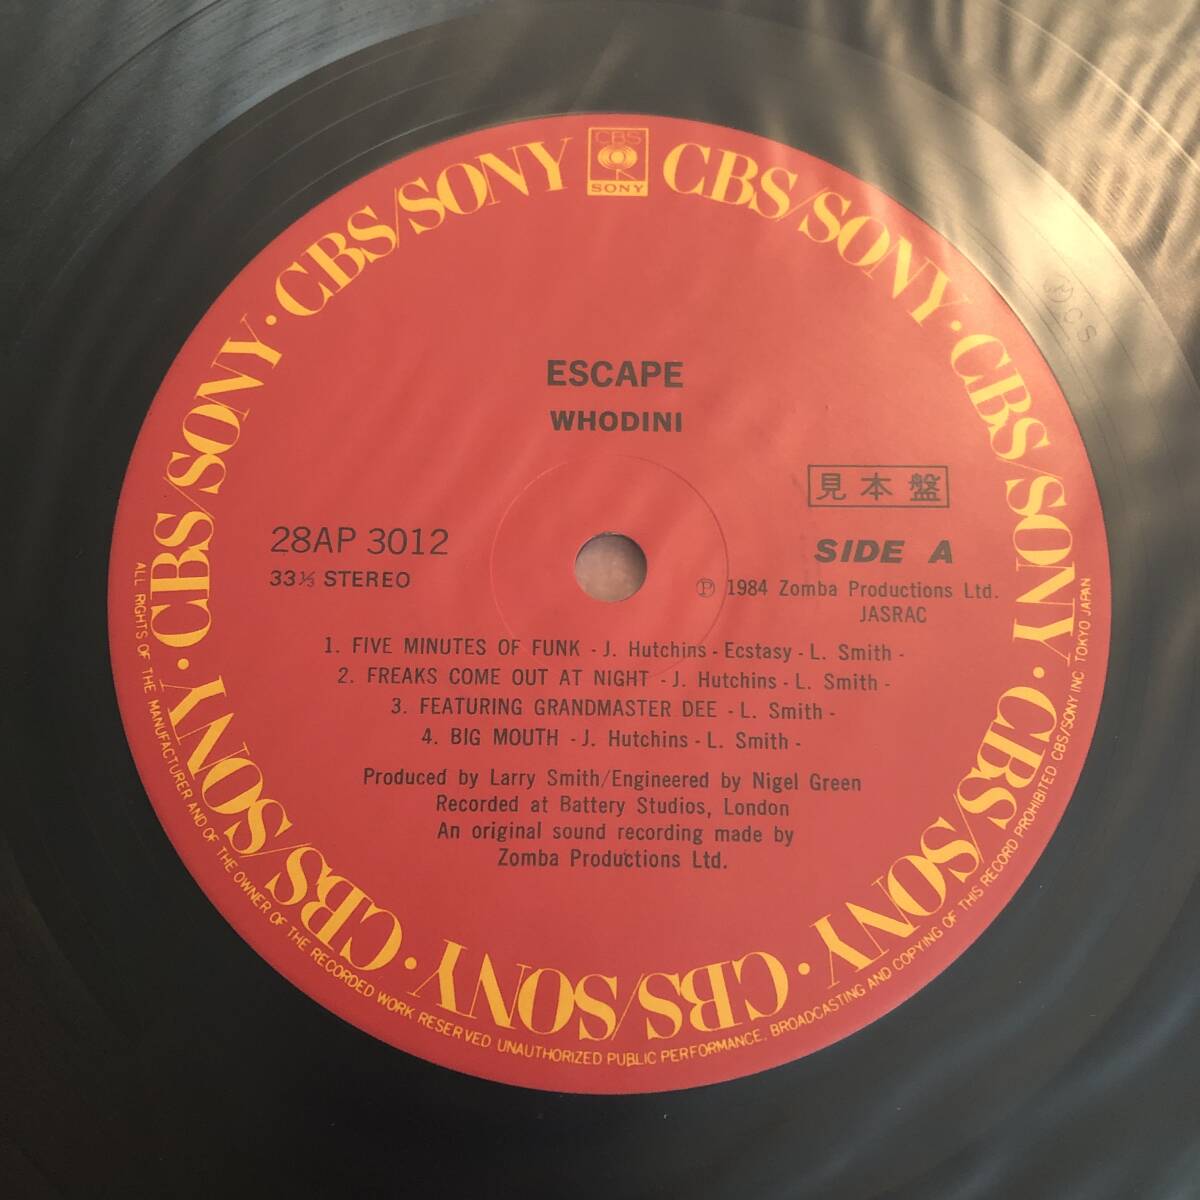 CBS
SONY
CBS/SONY · CBS/SONY · CBS/SONY · CBS/SONY · CBS/SONY · CBS/SONY · CBS/SONY · CBS/SONY · CBS/SONY
ESCAPE
WHODINI
見本盤
28AP 3012
SIDE A
33 1/3 STEREO
Ⓟ 1984 Zomba Productions Ltd.
JASRAC
1. FIVE MINUTES OF FUNK - J. Hutchins - Ecstasy - L. Smith -
2. FREAKS COME OUT AT NIGHT - J. Hutchins - L. Smith -
3. FEATURING GRANDMASTER DEE - L. Smith -
4. BIG MOUTH - J. Hutchins - L. Smith -
Produced by Larry Smith/Engineered by Nigel Green
Recorded at Battery Studios, London
An original sound recording made by
Zomba Productions Ltd.
ALL RIGHTS OF THE MANUFACTURER AND OF THE OWNER OF THE RECORDED WORK RESERVED UNAUTHORIZED PUBLIC PERFORMANCE, BROADCASTING AND COPYING OF THIS RECORD PROHIBITED CBS/SONY INC TOKYO JAPAN